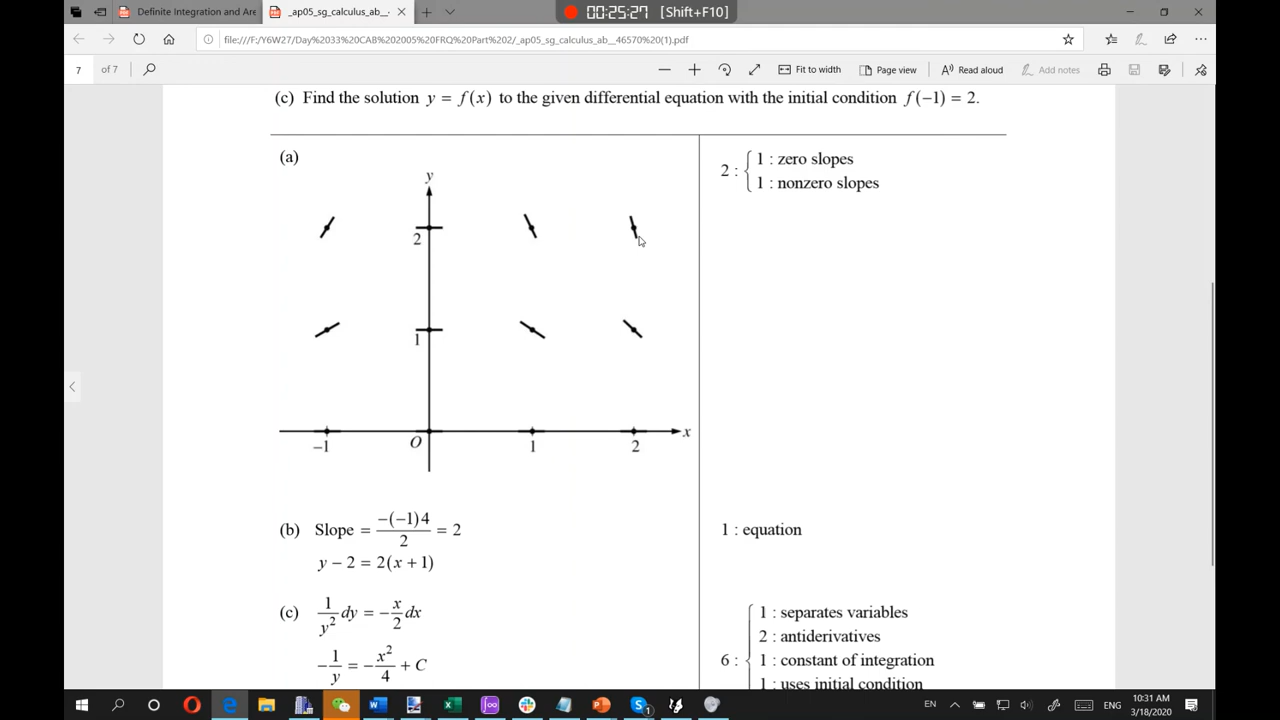 00:25:27 [Shift+F10]
Definite Integration and Are
_ap05_sg_calculus_ab__
file:///F:/Y6W27/Day%2033%20CAB%202005%20FRQ%20Part%202/_ap05_sg_calculus_ab__46570%20(1).pdf
7 of 7
Fit to width
Page view
Read aloud
Add notes
(c) Find the solution y = f(x) to the given differential equation with the initial condition f(−1) = 2.
(a)
y
2
1
O
−1
1
2
x
2 : { 1 : zero slopes
1 : nonzero slopes
(b) Slope = −(−1)4 / 2 = 2
y − 2 = 2(x + 1)
1 : equation
(c) 1/y² dy = −x/2 dx
−1/y = −x²/4 + C
6 : { 1 : separates variables
2 : antiderivatives
1 : constant of integration
1 : uses initial condition
EN
ENG
10:31 AM
3/18/2020